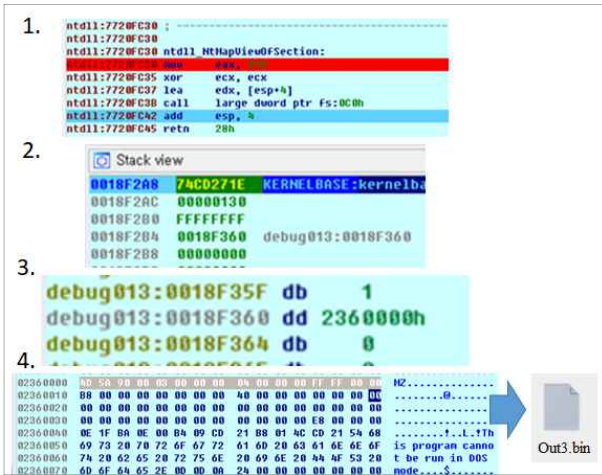 1.
ntdll:7720FC30 ; ----------------------------------------
ntdll:7720FC30
ntdll:7720FC30 ntdll_NtMapViewOfSection:
ntdll:7720FC30 mov eax,
ntdll:7720FC35 xor ecx, ecx
ntdll:7720FC37 lea edx, [esp+4]
ntdll:7720FC3B call large dword ptr fs:0C0h
ntdll:7720FC42 add esp, 4
ntdll:7720FC45 retn 28h
2.
Stack view
0018F2A8 74CD271E KERNELBASE:kernelba
0018F2AC 00000130
0018F2B0 FFFFFFFF
0018F2B4 0018F360 debug013:0018F360
0018F2B8 00000000
3.
debug013:0018F35F db 1
debug013:0018F360 dd 2360000h
debug013:0018F364 db 0
4.
02360000 4D 5A 90 00 03 00 00 00 04 00 00 00 FF FF 00 00 MZ..............
02360010 B8 00 00 00 00 00 00 00 40 00 00 00 00 00 00 00 ........@.......
02360020 00 00 00 00 00 00 00 00 00 00 00 00 00 00 00 00 ................
02360030 00 00 00 00 00 00 00 00 00 00 00 00 E8 00 00 00 ................
02360040 0E 1F BA 0E 00 B4 09 CD 21 B8 01 4C CD 21 54 68 ........!..L.!Th
02360050 69 73 20 70 72 6F 67 72 61 6D 20 63 61 6E 6E 6F is program canno
02360060 74 20 62 65 20 72 75 6E 20 69 6E 20 44 4F 53 20 t be run in DOS
02360070 6D 6F 64 65 2E 0D 0D 0A 24 00 00 00 00 00 00 00 mode....$.......
Out3.bin